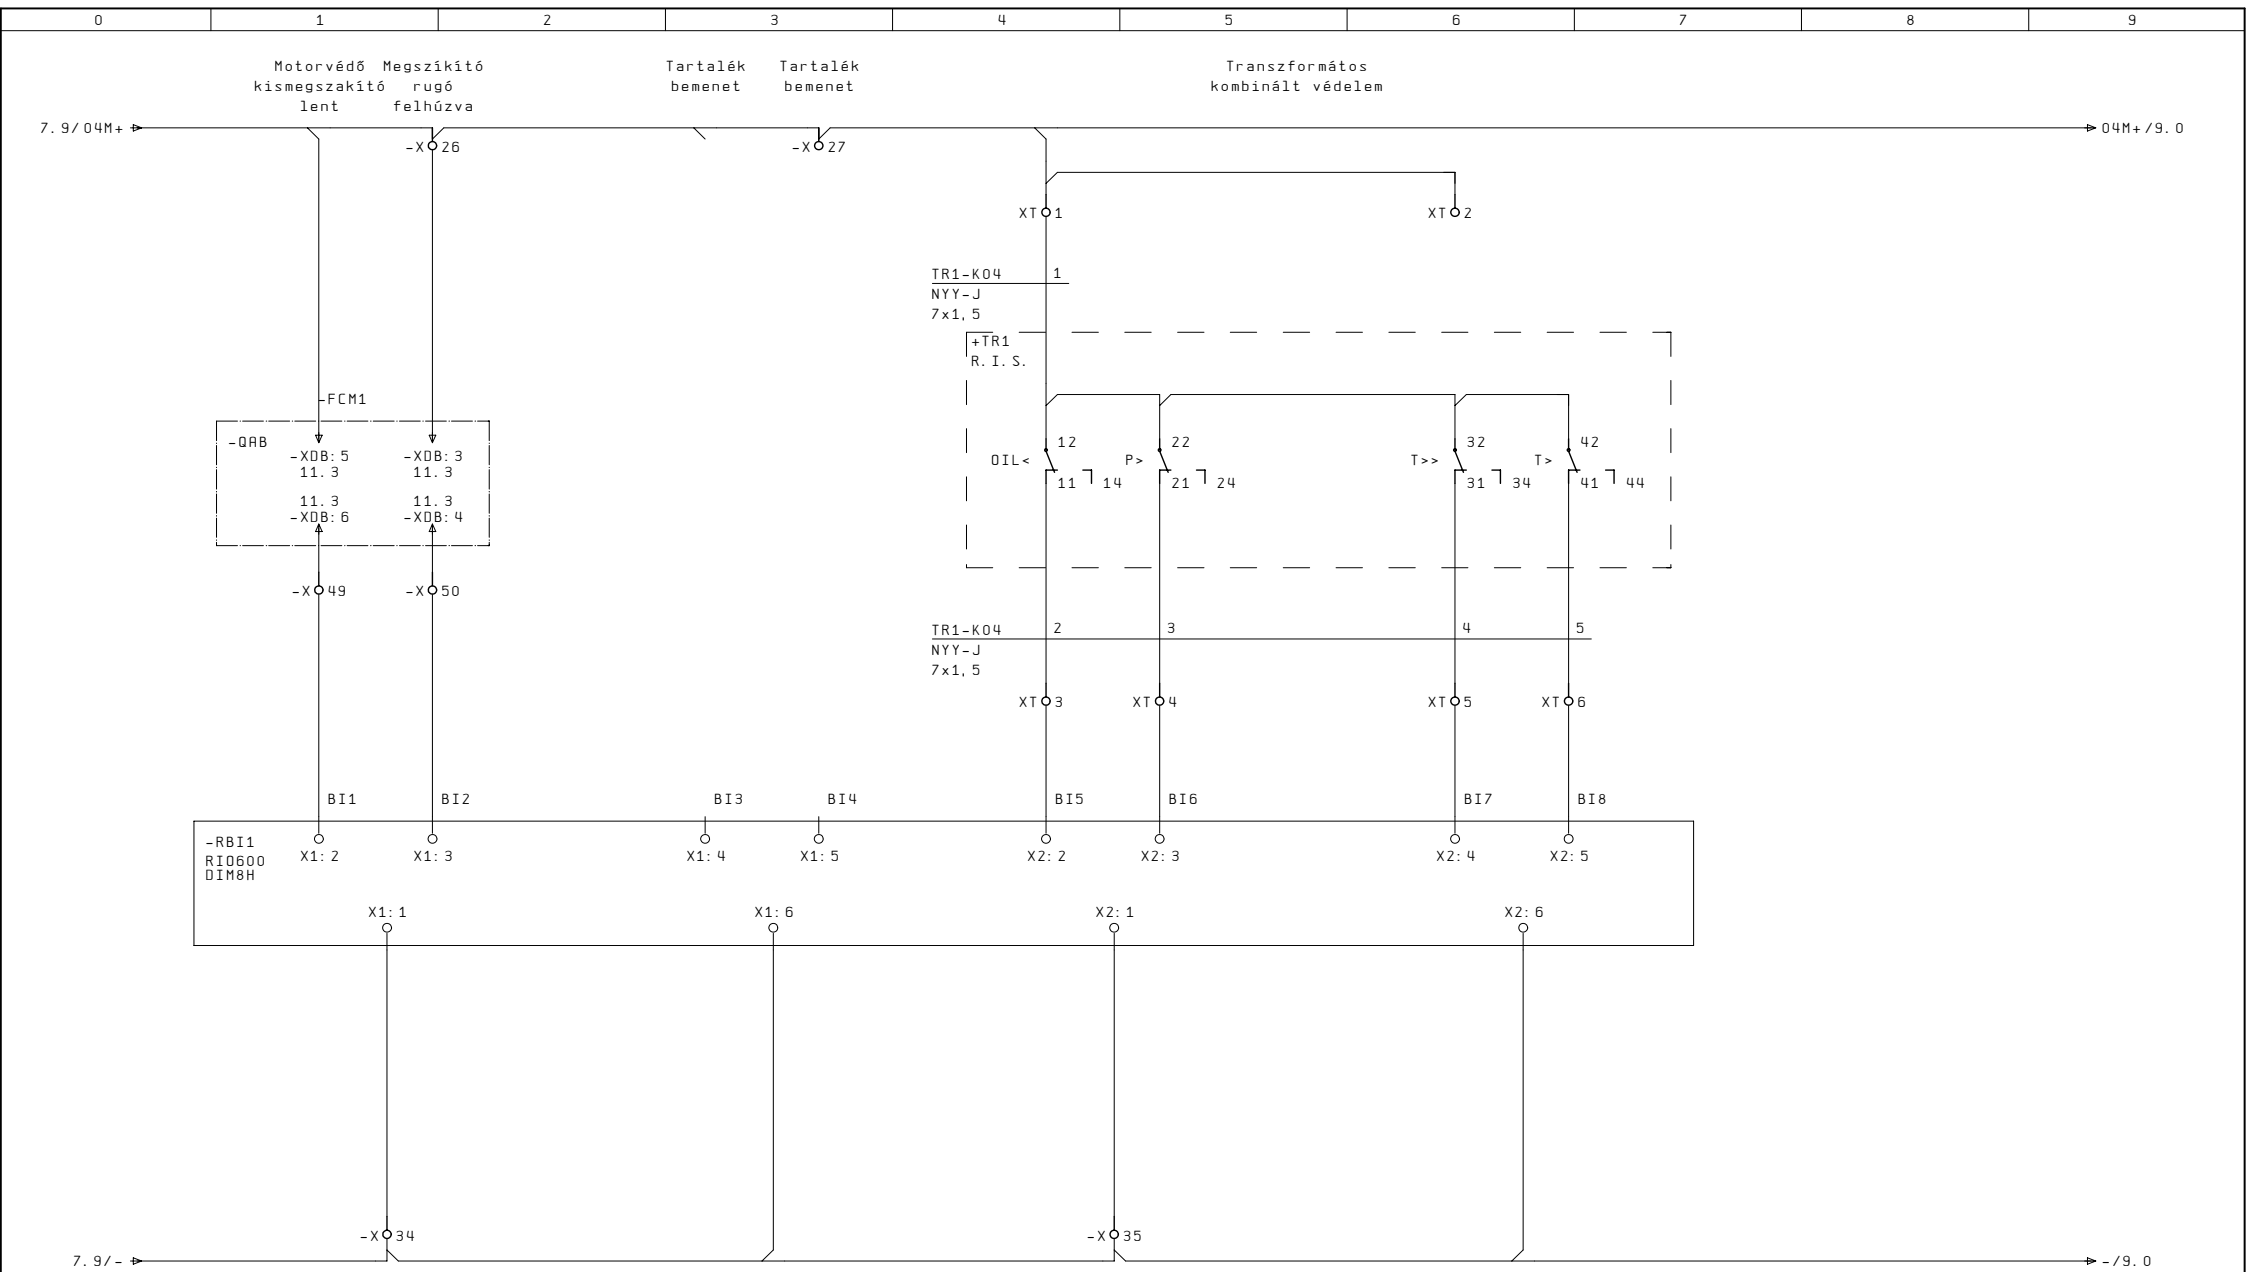 0 1 2 3 4 5 6 7 8 9
Motorvédő
kismegszakító
lent
Megszíkító
rugó
felhúzva
Tartalék
bemenet
Tartalék
bemenet
Transzformátos
kombinált védelem
7.9/04M+
04M+/9.0
-X 26
-X 27
XT 1
XT 2
TR1-K04 1
NYY-J
7x1,5
+TR1
R.I.S.
-FCM1
-QAB
-XDB:5
11.3
11.3
-XDB:6
-XDB:3
11.3
11.3
-XDB:4
OIL< 12 11 14
P> 22 21 24
T>> 32 31 34
T> 42 41 44
-X 49
-X 50
TR1-K04 2 3 4 5
NYY-J
7x1,5
XT 3
XT 4
XT 5
XT 6
BI1 BI2 BI3 BI4 BI5 BI6 BI7 BI8
-RBI1
RIO600
DIM8H
X1:2 X1:3 X1:4 X1:5 X2:2 X2:3 X2:4 X2:5
X1:1 X1:6 X2:1 X2:6
-X 34
-X 35
7.9/-
-/9.0